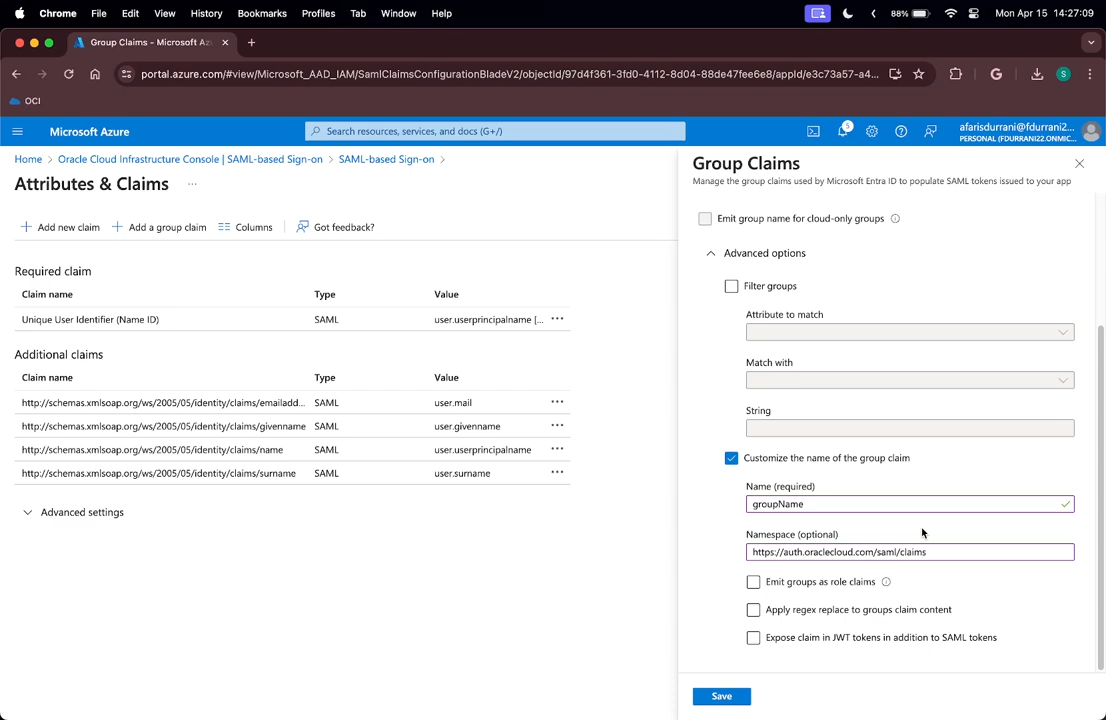 Chrome File Edit View History Bookmarks Profiles Tab Window Help 88% Mon Apr 15 14:27:09
Group Claims - Microsoft Az
portal.azure.com/#view/Microsoft_AAD_IAM/SamlClaimsConfigurationBladeV2/objectId/97d4f361-3fd0-4112-8d04-88de47fee6e8/appId/e3c73a57-a4... G S
OCI
Microsoft Azure Search resources, services, and docs (G+/) 5 afarisdurrani@fdurrani2...
PERSONAL (FDURRANI22.ONMIC...
Home > Oracle Cloud Infrastructure Console | SAML-based Sign-on > SAML-based Sign-on >
Attributes & Claims ...
Add new claim Add a group claim Columns Got feedback?
Required claim
Claim name Type Value
Unique User Identifier (Name ID) SAML user.userprincipalname [... ...
Additional claims
Claim name Type Value
http://schemas.xmlsoap.org/ws/2005/05/identity/claims/emailadd... SAML user.mail ...
http://schemas.xmlsoap.org/ws/2005/05/identity/claims/givenname SAML user.givenname ...
http://schemas.xmlsoap.org/ws/2005/05/identity/claims/name SAML user.userprincipalname ...
http://schemas.xmlsoap.org/ws/2005/05/identity/claims/surname SAML user.surname ...
Advanced settings
Group Claims
Manage the group claims used by Microsoft Entra ID to populate SAML tokens issued to your app
Emit group name for cloud-only groups
Advanced options
Filter groups
Attribute to match
Match with
String
Customize the name of the group claim
Name (required)
groupName
Namespace (optional)
https://auth.oraclecloud.com/saml/claims
Emit groups as role claims
Apply regex replace to groups claim content
Expose claim in JWT tokens in addition to SAML tokens
Save